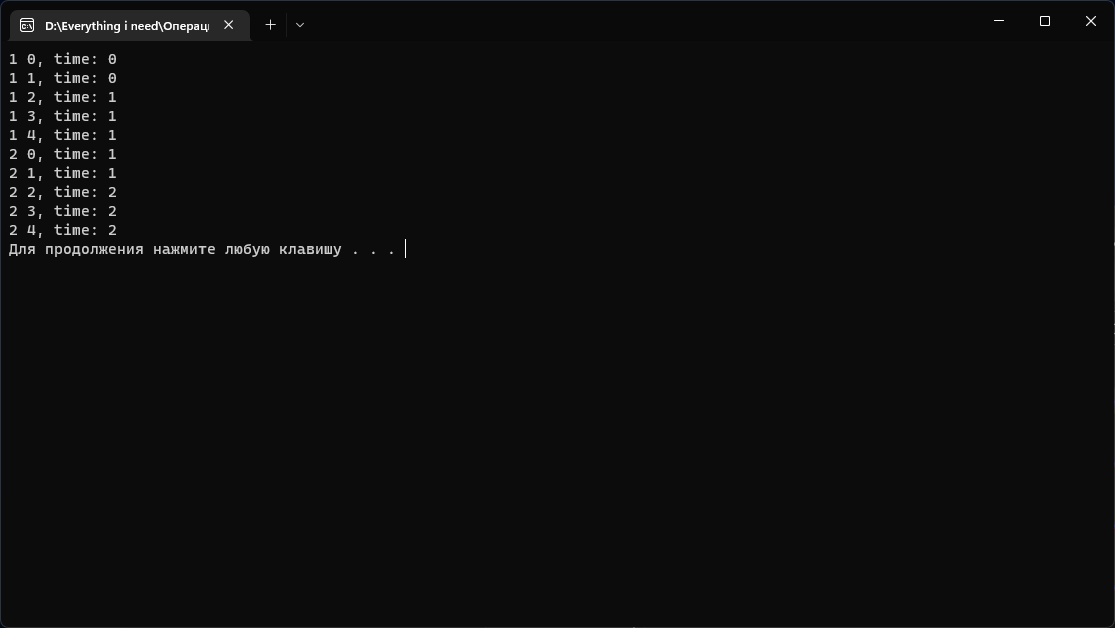 D:\Everything i need\Операц
1 0, time: 0
1 1, time: 0
1 2, time: 1
1 3, time: 1
1 4, time: 1
2 0, time: 1
2 1, time: 1
2 2, time: 2
2 3, time: 2
2 4, time: 2
Для продолжения нажмите любую клавишу . . .